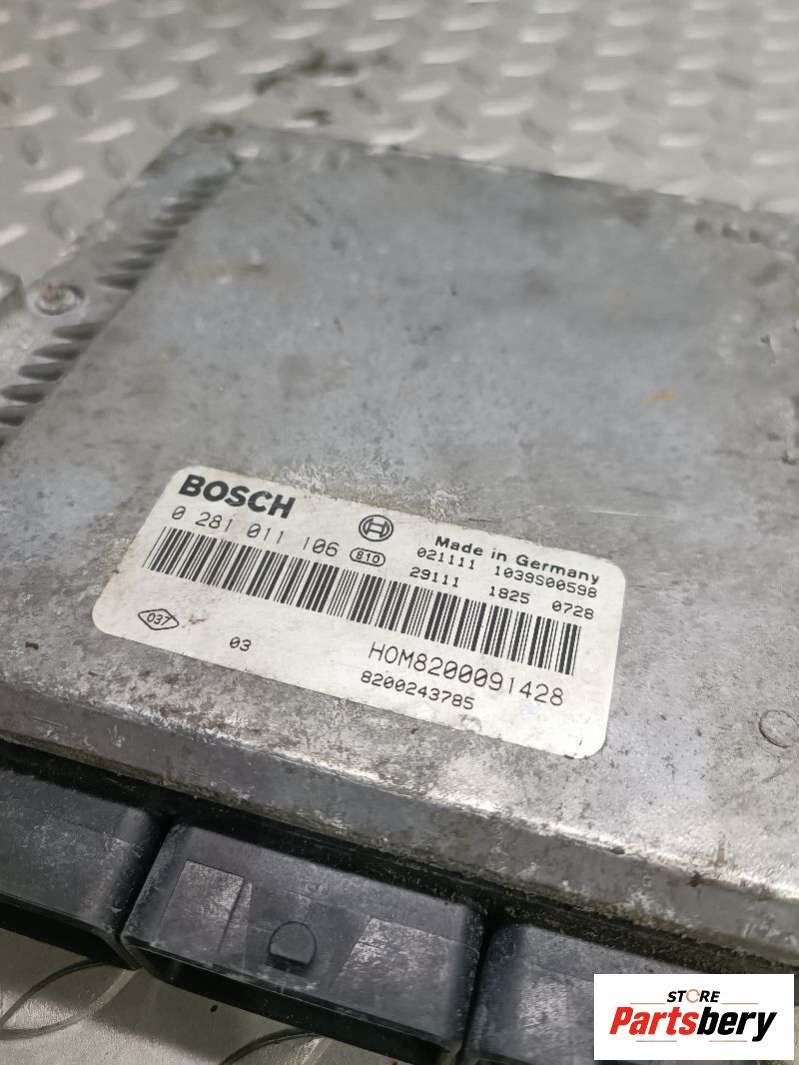 BOSCH
0 281 011 106 810
Made in Germany
021111 1039S00598
29111 1825 0728
037
03
HOM8200091428
8200243785
STORE
Partsbery